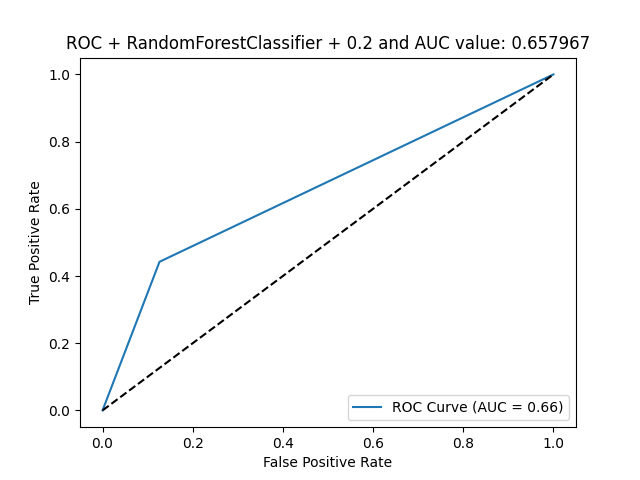 ROC + RandomForestClassifier + 0.2 and AUC value: 0.657967
1.0
0.8
0.6
0.4
0.2
0.0
True Positive Rate
ROC Curve (AUC = 0.66)
0.0 0.2 0.4 0.6 0.8 1.0
False Positive Rate